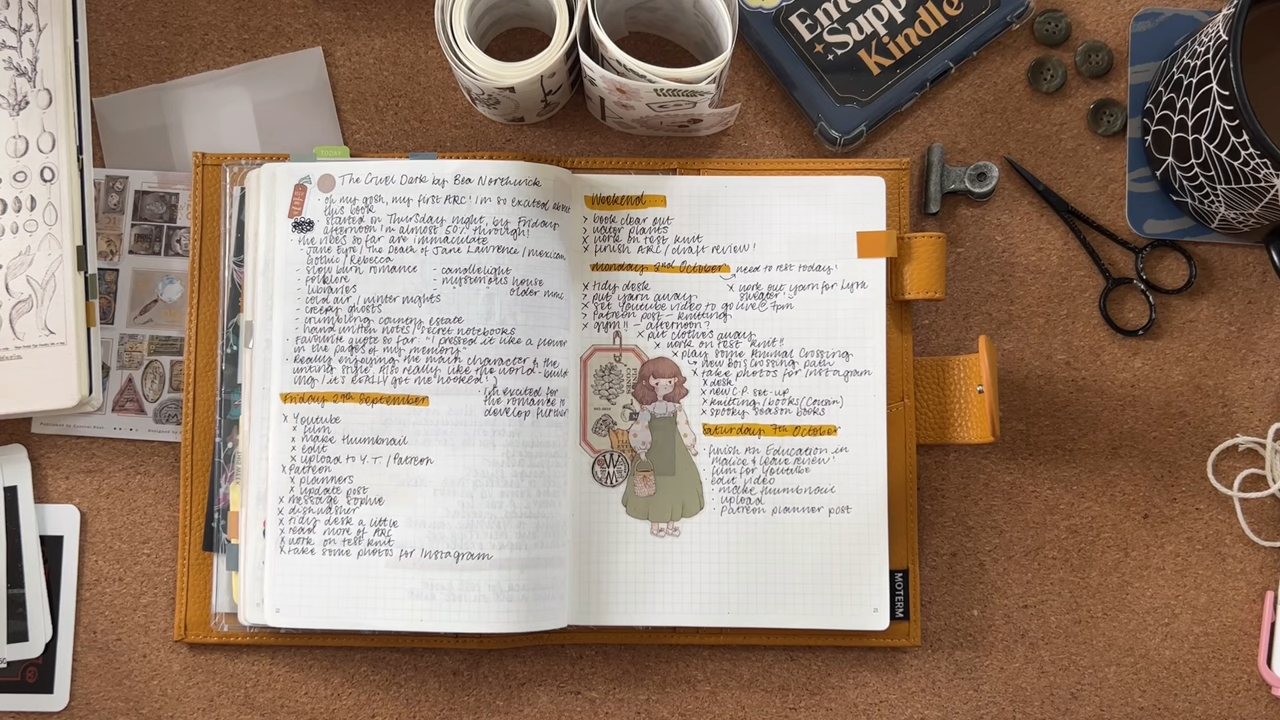 Emo
Supp
Kindle
TODAY
The Cruel Dark by Bea Northwick
· oh my gosh, my first ARC! I'm so excited about
this book
· started on Thursday night, by Friday
afternoon I'm almost 50% through!
· the vibes so far are immaculate
- Jane Eyre / The Death of Jane Lawrence / Mexican
Gothic / Rebecca
- slow burn romance
- candlelight
- folklore
- mysterious house
- libraries
- older mmc
- cold air / winter nights
- creepy ghosts
- crumbling country estate
- hand written notes / secret notebooks
· Favourite quote so far "I pressed it like a flower
in the pages of my memory."
· Really enjoying the main character & the
writing style. Also really like the world-build
ing, it's really got me hooked!
· I'm excited for
the romance to
develop further
Friday 29th September
x Youtube
x film
x make thumbnail
x edit
x upload to Y.T. / Patreon
x Patreon
x planners
x update post
x message Sophie
x dishwasher
x tidy desk a little
x read more of ARC
x work on test knit
x take some photos for Instagram
Weekend
> book clear out
> water plants
x work on test knit
> finish ARC / draft review!
Monday 2nd October
need to rest today!
x tidy desk
x work out yarn for
sweater
> put yarn away
x set Youtube video to go live @ 7pm
> Patreon post - knitting
x gym!! - afternoon?
x put clothes away
x work on test knit!!
x play some Animal Crossing
new bois crossing path
x take photos for Instagram
x desk
x new C.P. set-up
x knitting / books (Cousin)
x spooky season books
Saturday 7th October
· finish An Education in
Malice & leave review!
· film for Youtube
· edit video
· make thumbnail
· upload
· Patreon planner post
MOTERM